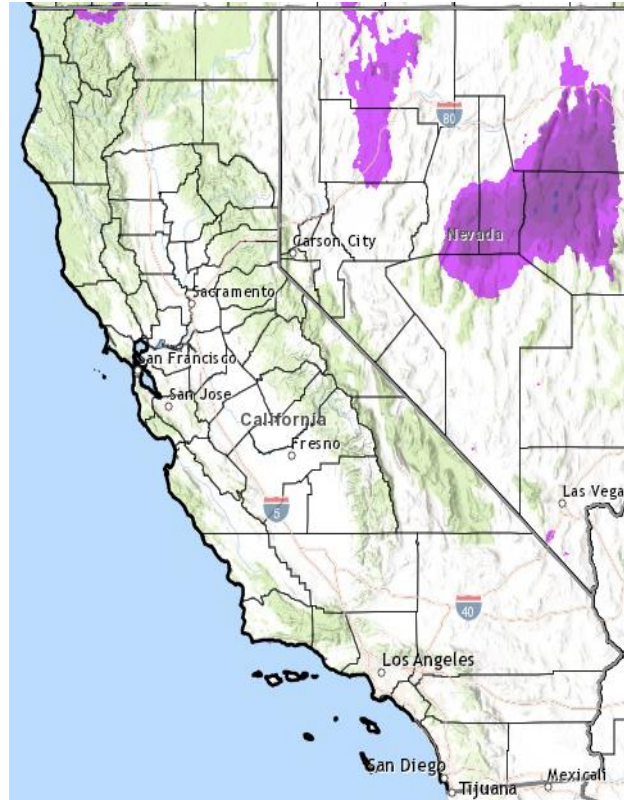 80
Nevada
Carson City
Sacramento
San Francisco
San Jose
California
Fresno
5
Las Vega
40
Los Angeles
San Diego
Mexicali
Tijuana